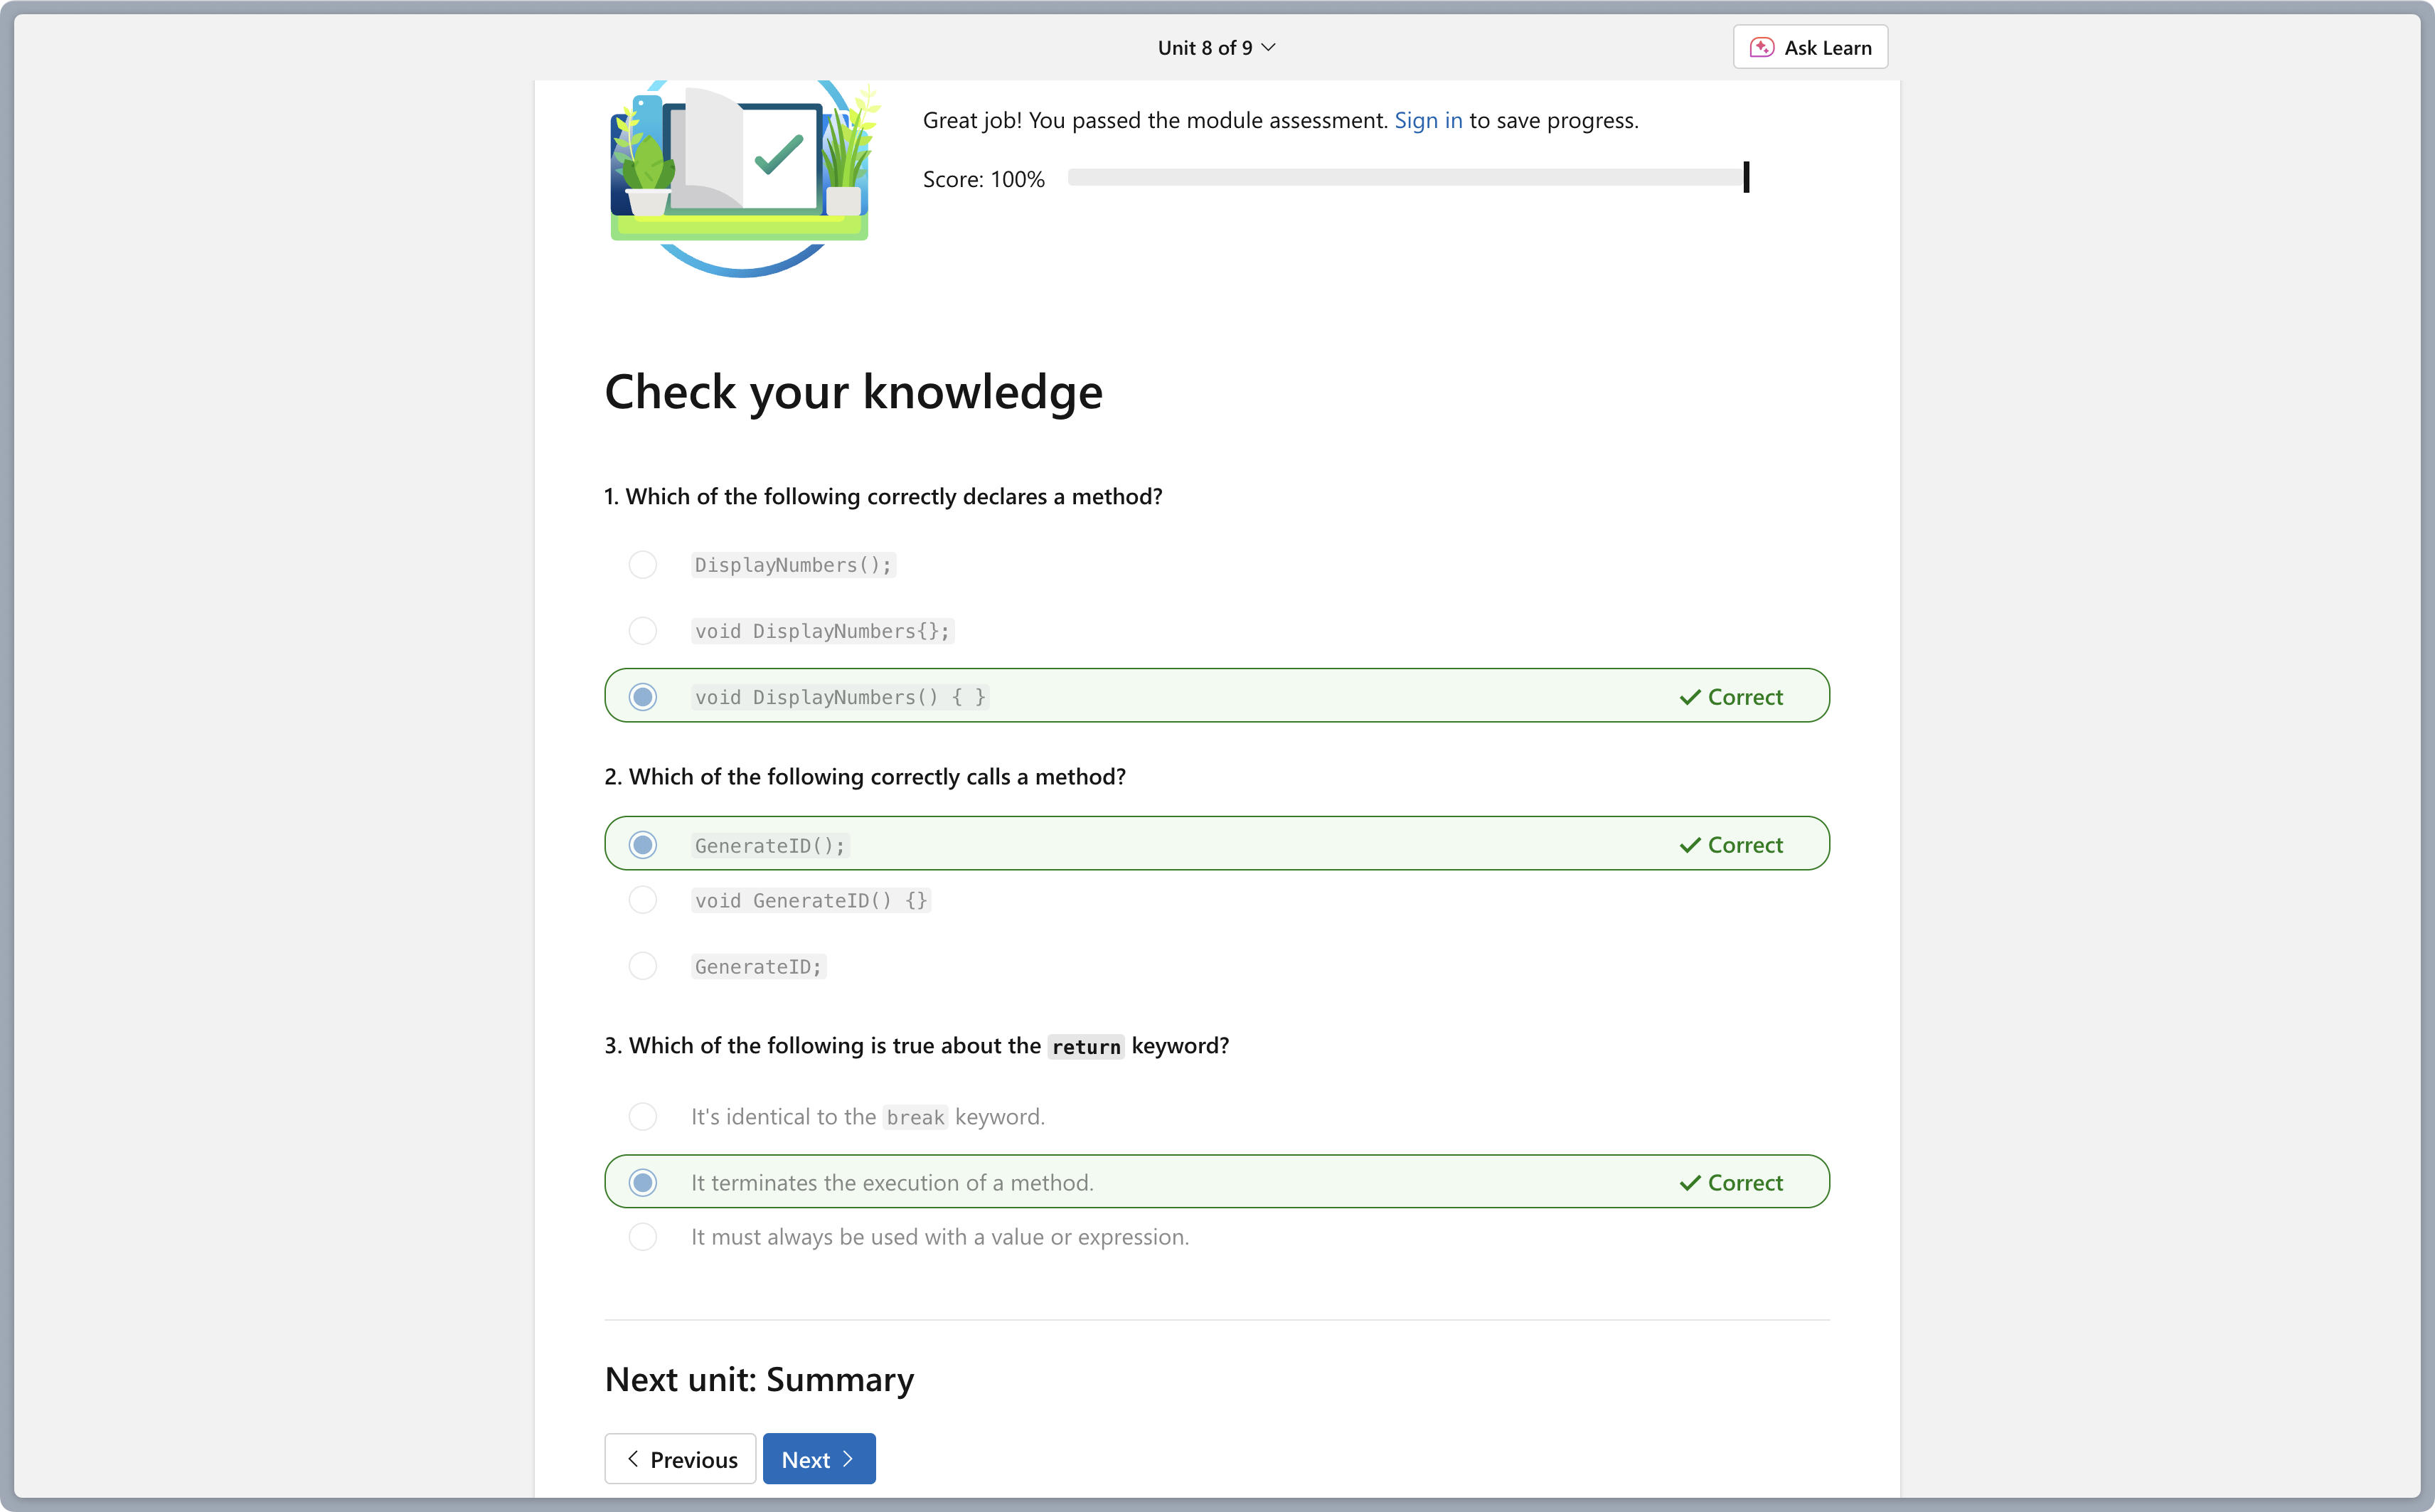 Unit 8 of 9
Ask Learn
Great job! You passed the module assessment. Sign in to save progress.
Score: 100%
Check your knowledge
1. Which of the following correctly declares a method?
DisplayNumbers();
void DisplayNumbers{};
void DisplayNumbers() { }
Correct
2. Which of the following correctly calls a method?
GenerateID();
Correct
void GenerateID() {}
GenerateID;
3. Which of the following is true about the return keyword?
It's identical to the break keyword.
It terminates the execution of a method.
Correct
It must always be used with a value or expression.
Next unit: Summary
Previous
Next